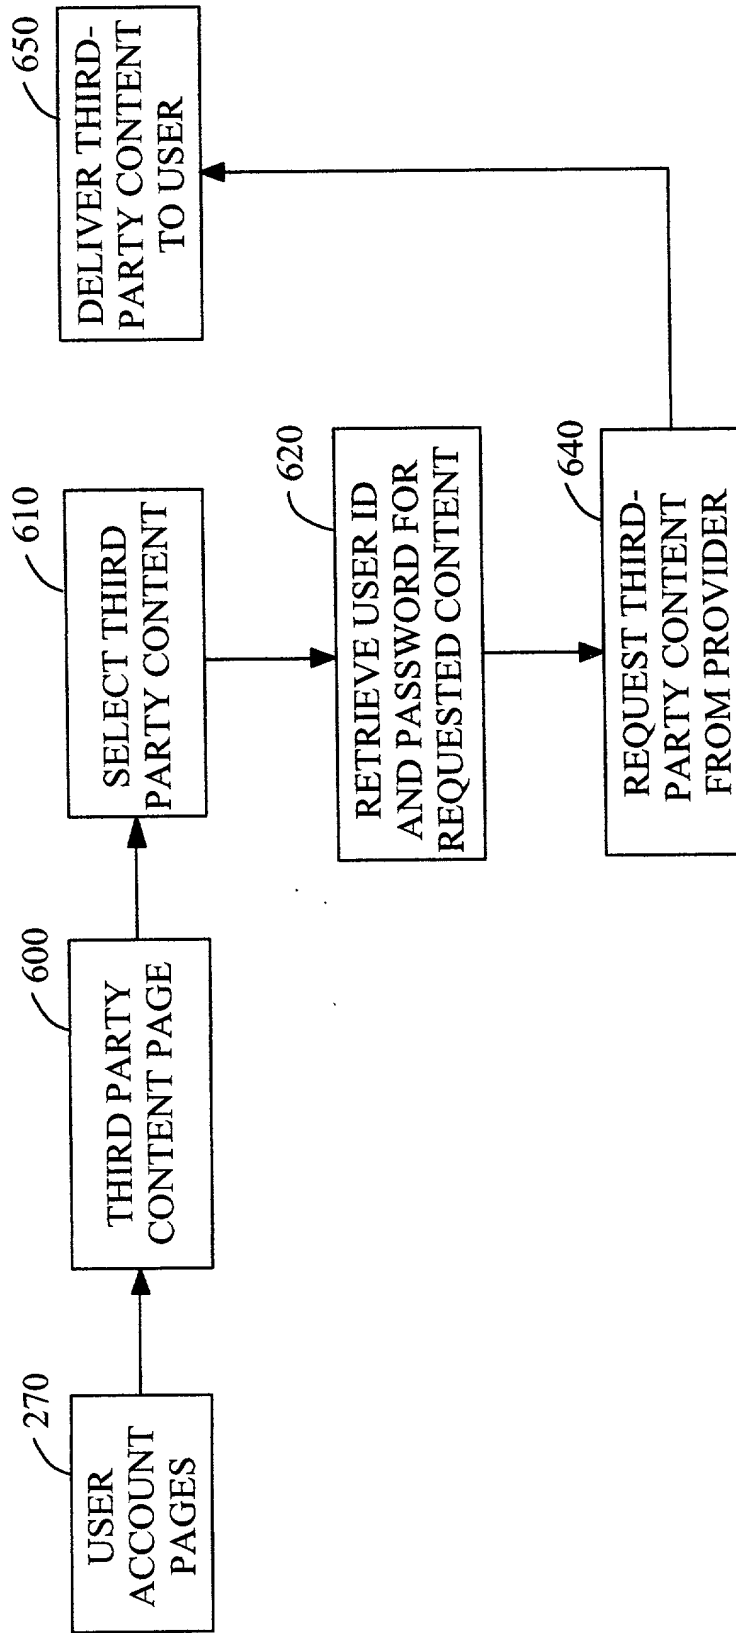 270
USER
ACCOUNT
PAGES
600
THIRD PARTY
CONTENT PAGE
610
SELECT THIRD
PARTY CONTENT
620
RETRIEVE USER ID
AND PASSWORD FOR
REQUESTED CONTENT
640
REQUEST THIRD-
PARTY CONTENT
FROM PROVIDER
650
DELIVER THIRD-
PARTY CONTENT
TO USER